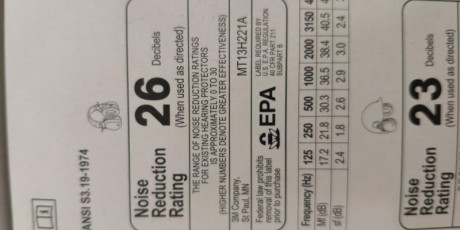 ANSI S3.19-1974
Noise
Reduction
Rating
26 Decibels
(When used as directed)
THE RANGE OF NOISE REDUCTION RATINGS
FOR EXISTING HEARING PROTECTORS
IS APPROXIMATELY 0 TO 30
(HIGHER NUMBERS DENOTE GREATER EFFECTIVENESS)
3M Company,
St Paul, MN
MT13H221A
Federal law prohibits
removal of this label
prior to purchase
EPA
LABEL REQUIRED BY
U.S. E.P.A. REGULATION
40 CFR PART 211
SUBPART B
Frequency (Hz) 125 250 500 1000 2000 3150
Mf (dB) 17.2 21.8 30.3 36.5 38.4 40.5
sf (dB) 2.4 1.8 2.6 2.9 3.0 2.4
Noise
Reduction
Rating
23 Decibels
(When used as directed)